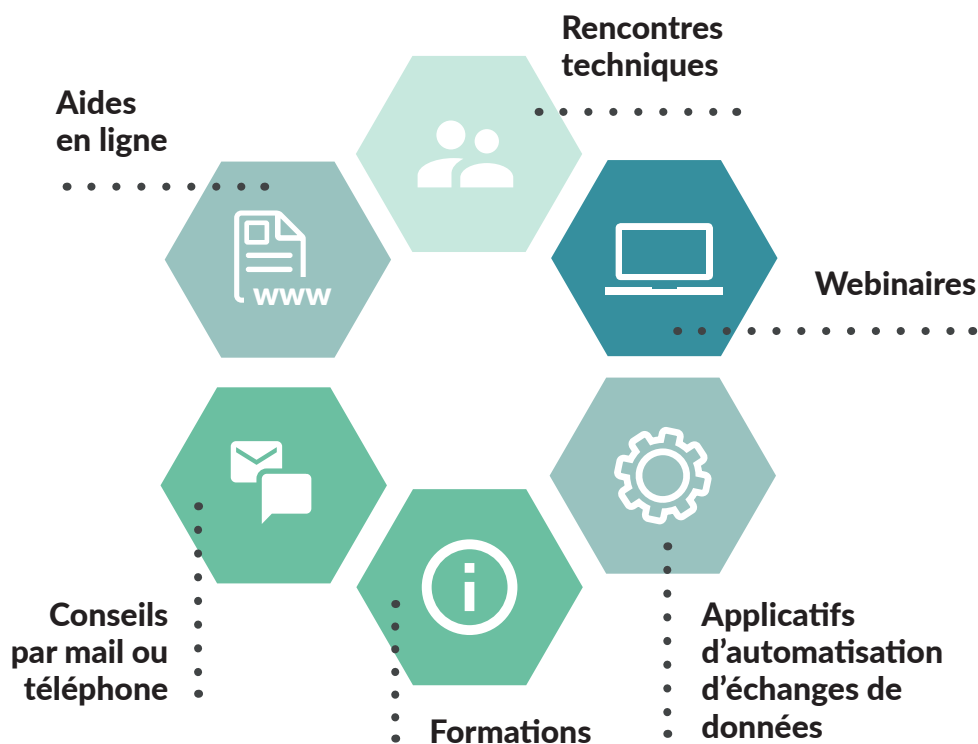 Rencontres
techniques
Aides
en ligne
www
Webinaires
Conseils
par mail ou
téléphone
Formations
Applicatifs
d’automatisation
d’échanges de
données